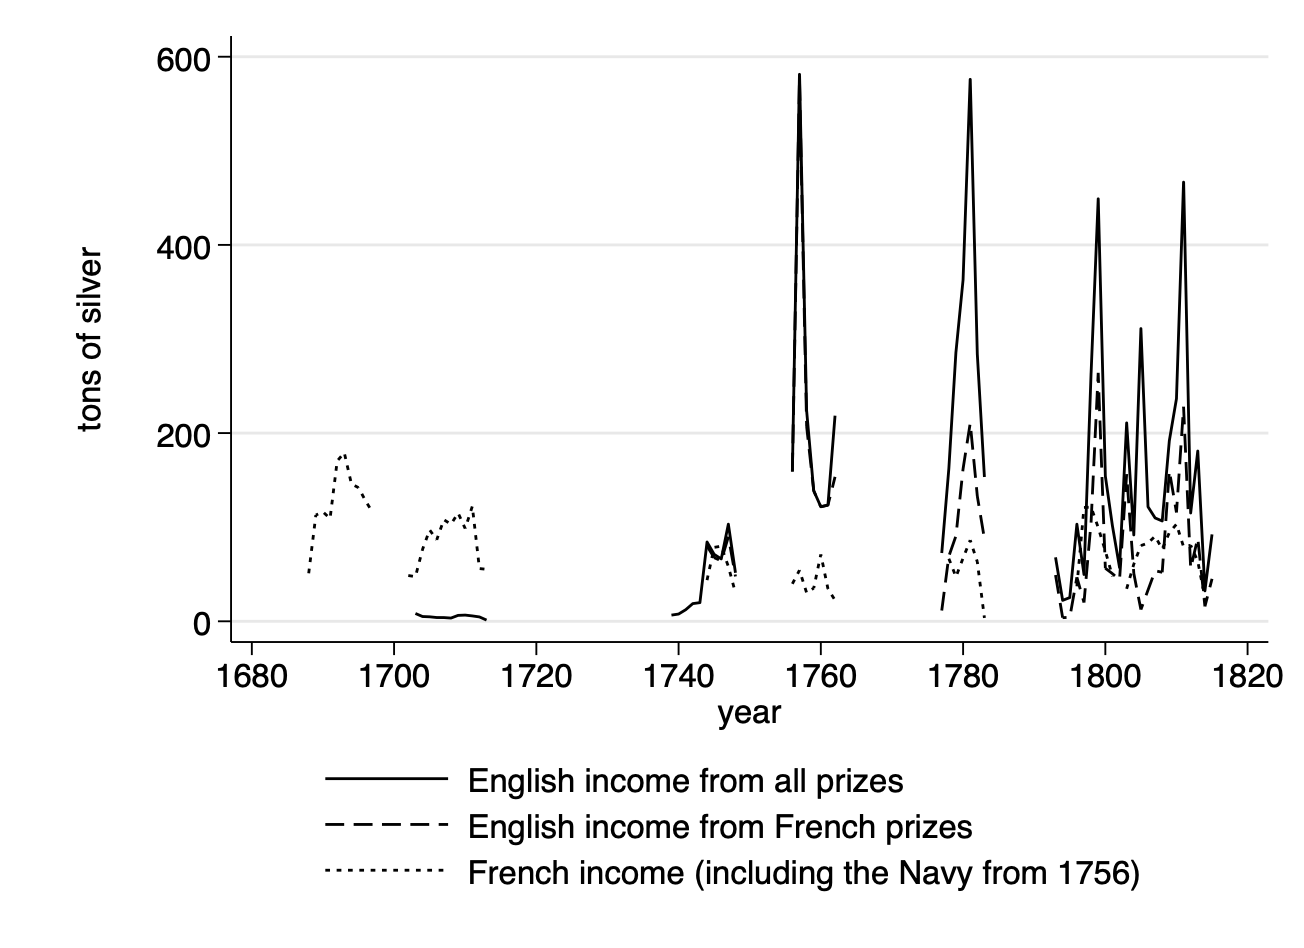 600
400
200
0
tons of silver
1680 1700 1720 1740 1760 1780 1800 1820
year
English income from all prizes
English income from French prizes
French income (including the Navy from 1756)